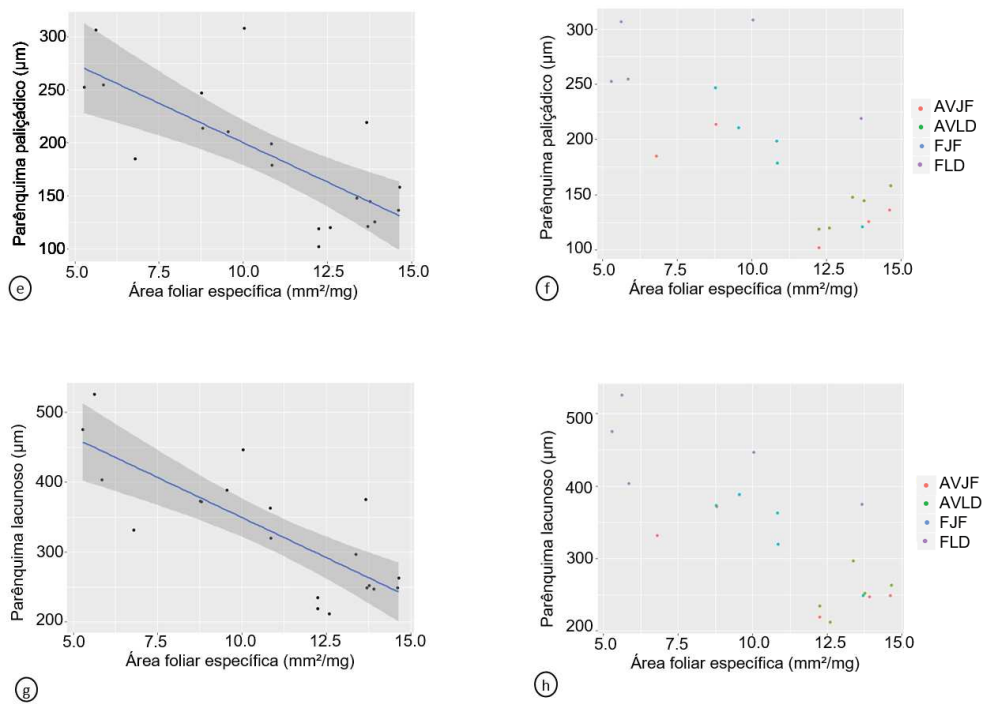 Parênquima paliçádico (µm)
300
250
200
150
100
5.0 7.5 10.0 12.5 15.0
Área foliar específica (mm²/mg)
e
Parênquima paliçádico (µm)
300
250
200
150
100
5.0 7.5 10.0 12.5 15.0
Área foliar específica (mm²/mg)
AVJF
AVLD
FJF
FLD
f
Parênquima lacunoso (µm)
500
400
300
200
5.0 7.5 10.0 12.5 15.0
Área foliar específica (mm²/mg)
g
Parênquima lacunoso (µm)
500
400
300
200
5.0 7.5 10.0 12.5 15.0
Área foliar específica (mm²/mg)
AVJF
AVLD
FJF
FLD
h